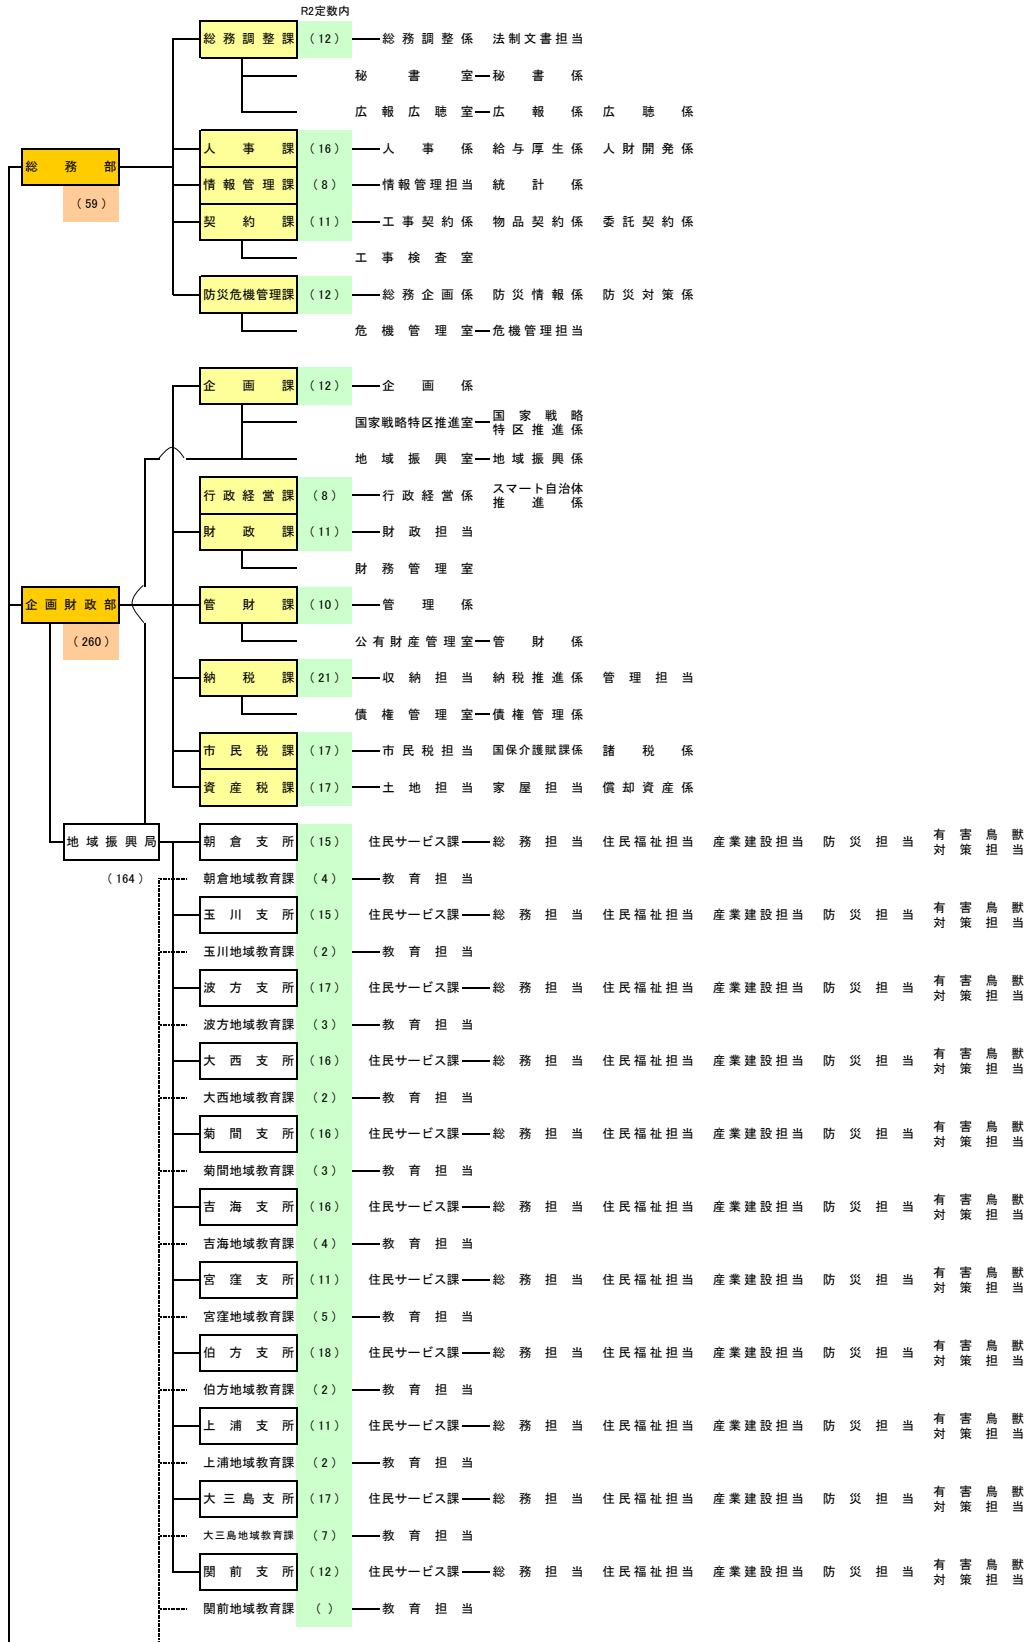 R2定数内
総務調整課 (12) 総務調整係 法制文書担当
秘書室 秘書係
広報広聴室 広報係 広聴係
人事課 (16) 人事係 給与厚生係 人財開発係
総務部
情報管理課 (8) 情報管理担当 統計係
(59)
契約課 (11) 工事契約係 物品契約係 委託契約係
工事検査室
防災危機管理課 (12) 総務企画係 防災情報係 防災対策係
危機管理室 危機管理担当
企画課 (12) 企画係
国家戦略特区推進室 国家戦略
特区推進係
地域振興室 地域振興係
行政経営課 (8) 行政経営係 スマート自治体
推進係
財政課 (11) 財政担当
財務管理室
企画財政部 管財課 (10) 管理係
(260) 公有財産管理室 管財係
納税課 (21) 収納担当 納税推進係 管理担当
債権管理室 債権管理係
市民税課 (17) 市民税担当 国保介護賦課係 諸税係
資産税課 (17) 土地担当 家屋担当 償却資産係
地域振興局 朝倉支所 (15) 住民サービス課 総務担当 住民福祉担当 産業建設担当 防災担当 有害鳥獣
対策担当
(164) 朝倉地域教育課 (4) 教育担当
玉川支所 (15) 住民サービス課 総務担当 住民福祉担当 産業建設担当 防災担当 有害鳥獣
対策担当
玉川地域教育課 (2) 教育担当
波方支所 (17) 住民サービス課 総務担当 住民福祉担当 産業建設担当 防災担当 有害鳥獣
対策担当
波方地域教育課 (3) 教育担当
大西支所 (16) 住民サービス課 総務担当 住民福祉担当 産業建設担当 防災担当 有害鳥獣
対策担当
大西地域教育課 (2) 教育担当
菊間支所 (16) 住民サービス課 総務担当 住民福祉担当 産業建設担当 防災担当 有害鳥獣
対策担当
菊間地域教育課 (3) 教育担当
吉海支所 (16) 住民サービス課 総務担当 住民福祉担当 産業建設担当 防災担当 有害鳥獣
対策担当
吉海地域教育課 (4) 教育担当
宮窪支所 (11) 住民サービス課 総務担当 住民福祉担当 産業建設担当 防災担当 有害鳥獣
対策担当
宮窪地域教育課 (5) 教育担当
伯方支所 (18) 住民サービス課 総務担当 住民福祉担当 産業建設担当 防災担当 有害鳥獣
対策担当
伯方地域教育課 (2) 教育担当
上浦支所 (11) 住民サービス課 総務担当 住民福祉担当 産業建設担当 防災担当 有害鳥獣
対策担当
上浦地域教育課 (2) 教育担当
大三島支所 (17) 住民サービス課 総務担当 住民福祉担当 産業建設担当 防災担当 有害鳥獣
対策担当
大三島地域教育課 (7) 教育担当
関前支所 (12) 住民サービス課 総務担当 住民福祉担当 産業建設担当 防災担当 有害鳥獣
対策担当
関前地域教育課 ( ) 教育担当